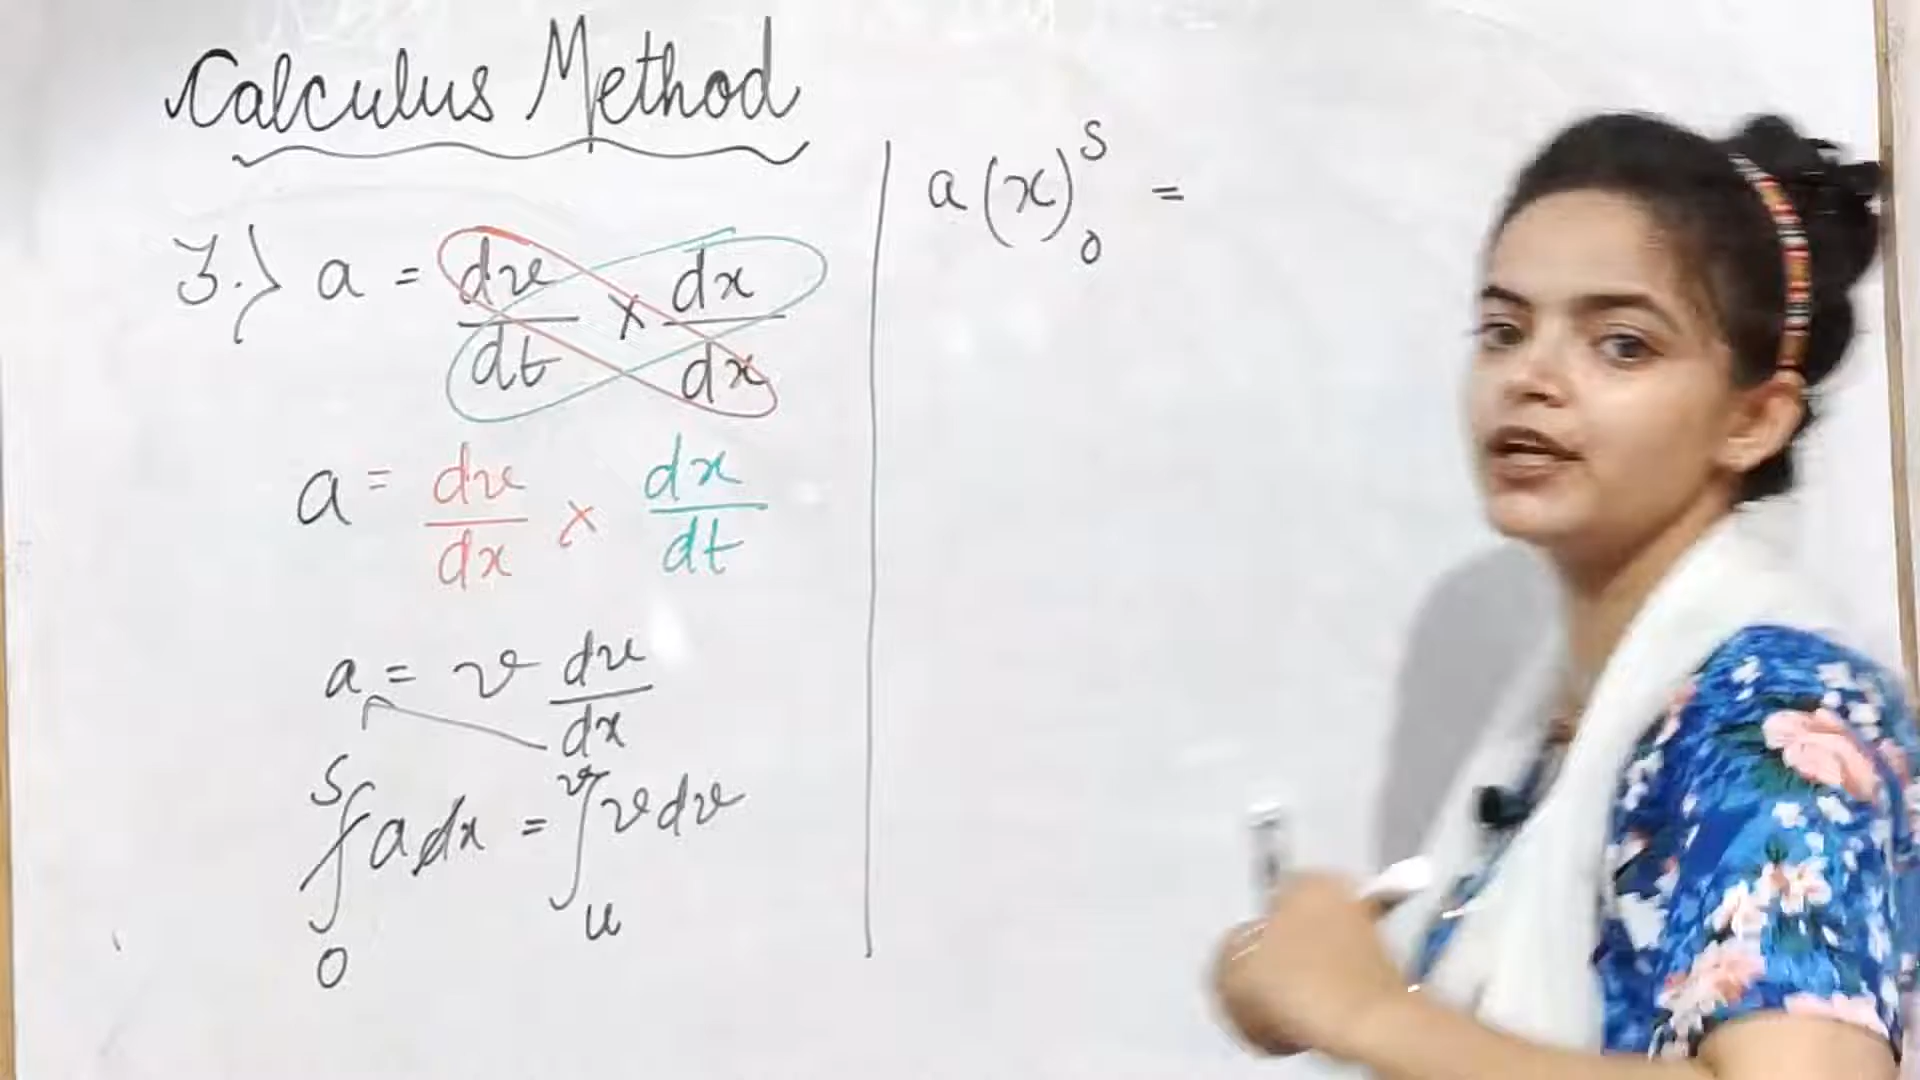 Calculus Method
3.) a = dv/dt × dx/dx
a = dv/dx × dx/dt
a = v dv/dx
∫₀ˢ a dx = ∫ᵤᵛ v dv
a(x)₀ˢ =